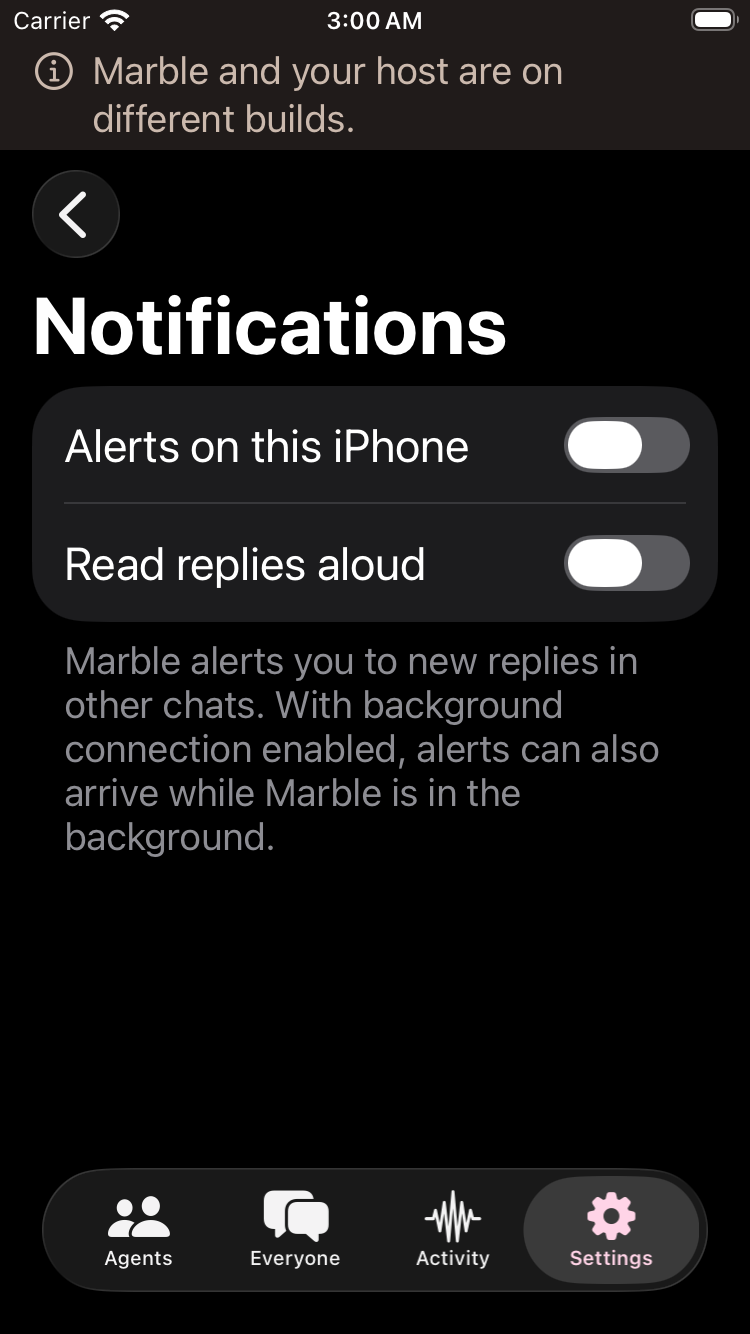 Carrier 3:00 AM
Marble and your host are on
different builds.
Notifications
Alerts on this iPhone
Read replies aloud
Marble alerts you to new replies in
other chats. With background
connection enabled, alerts can also
arrive while Marble is in the
background.
Agents Everyone Activity Settings